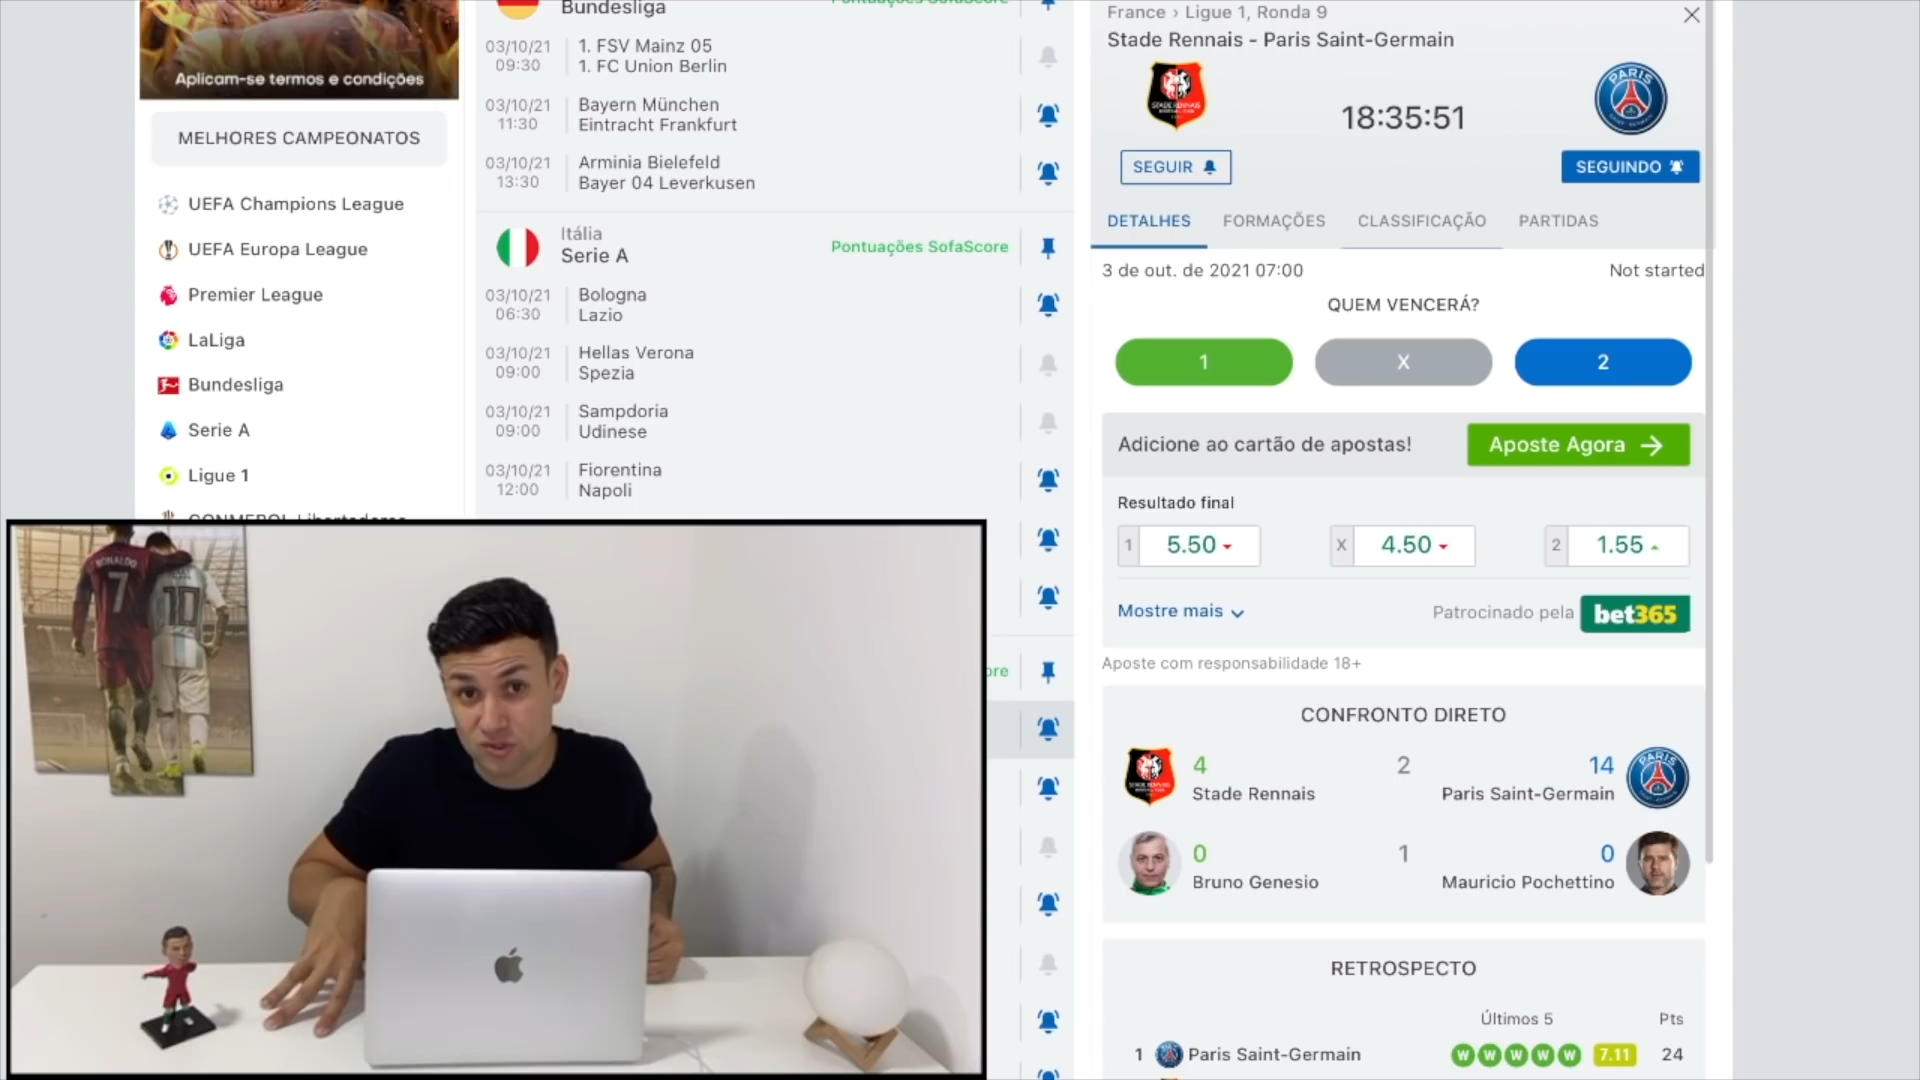 Aplicam-se termos e condições
MELHORES CAMPEONATOS
UEFA Champions League
UEFA Europa League
Premier League
LaLiga
Bundesliga
Serie A
Ligue 1
Bundesliga
03/10/21
09:30
1. FSV Mainz 05
1. FC Union Berlin
03/10/21
11:30
Bayern München
Eintracht Frankfurt
03/10/21
13:30
Arminia Bielefeld
Bayer 04 Leverkusen
Itália
Serie A
Pontuações SofaScore
03/10/21
06:30
Bologna
Lazio
03/10/21
09:00
Hellas Verona
Spezia
03/10/21
09:00
Sampdoria
Udinese
03/10/21
12:00
Fiorentina
Napoli
ore
RONALDO
7
10
France › Ligue 1, Ronda 9
Stade Rennais - Paris Saint-Germain
STADE RENNAIS
PARIS
18:35:51
SEGUIR
SEGUINDO
DETALHES FORMAÇÕES CLASSIFICAÇÃO PARTIDAS
3 de out. de 2021 07:00 Not started
QUEM VENCERÁ?
1 X 2
Adicione ao cartão de apostas! Aposte Agora →
Resultado final
1 5.50 X 4.50 2 1.55
Mostre mais
Patrocinado pela bet365
Aposte com responsabilidade 18+
CONFRONTO DIRETO
4 2 14
Stade Rennais Paris Saint-Germain
PARIS
0 1 0
Bruno Genesio Mauricio Pochettino
RETROSPECTO
Últimos 5 Pts
1 Paris Saint-Germain W W W W W 7.11 24